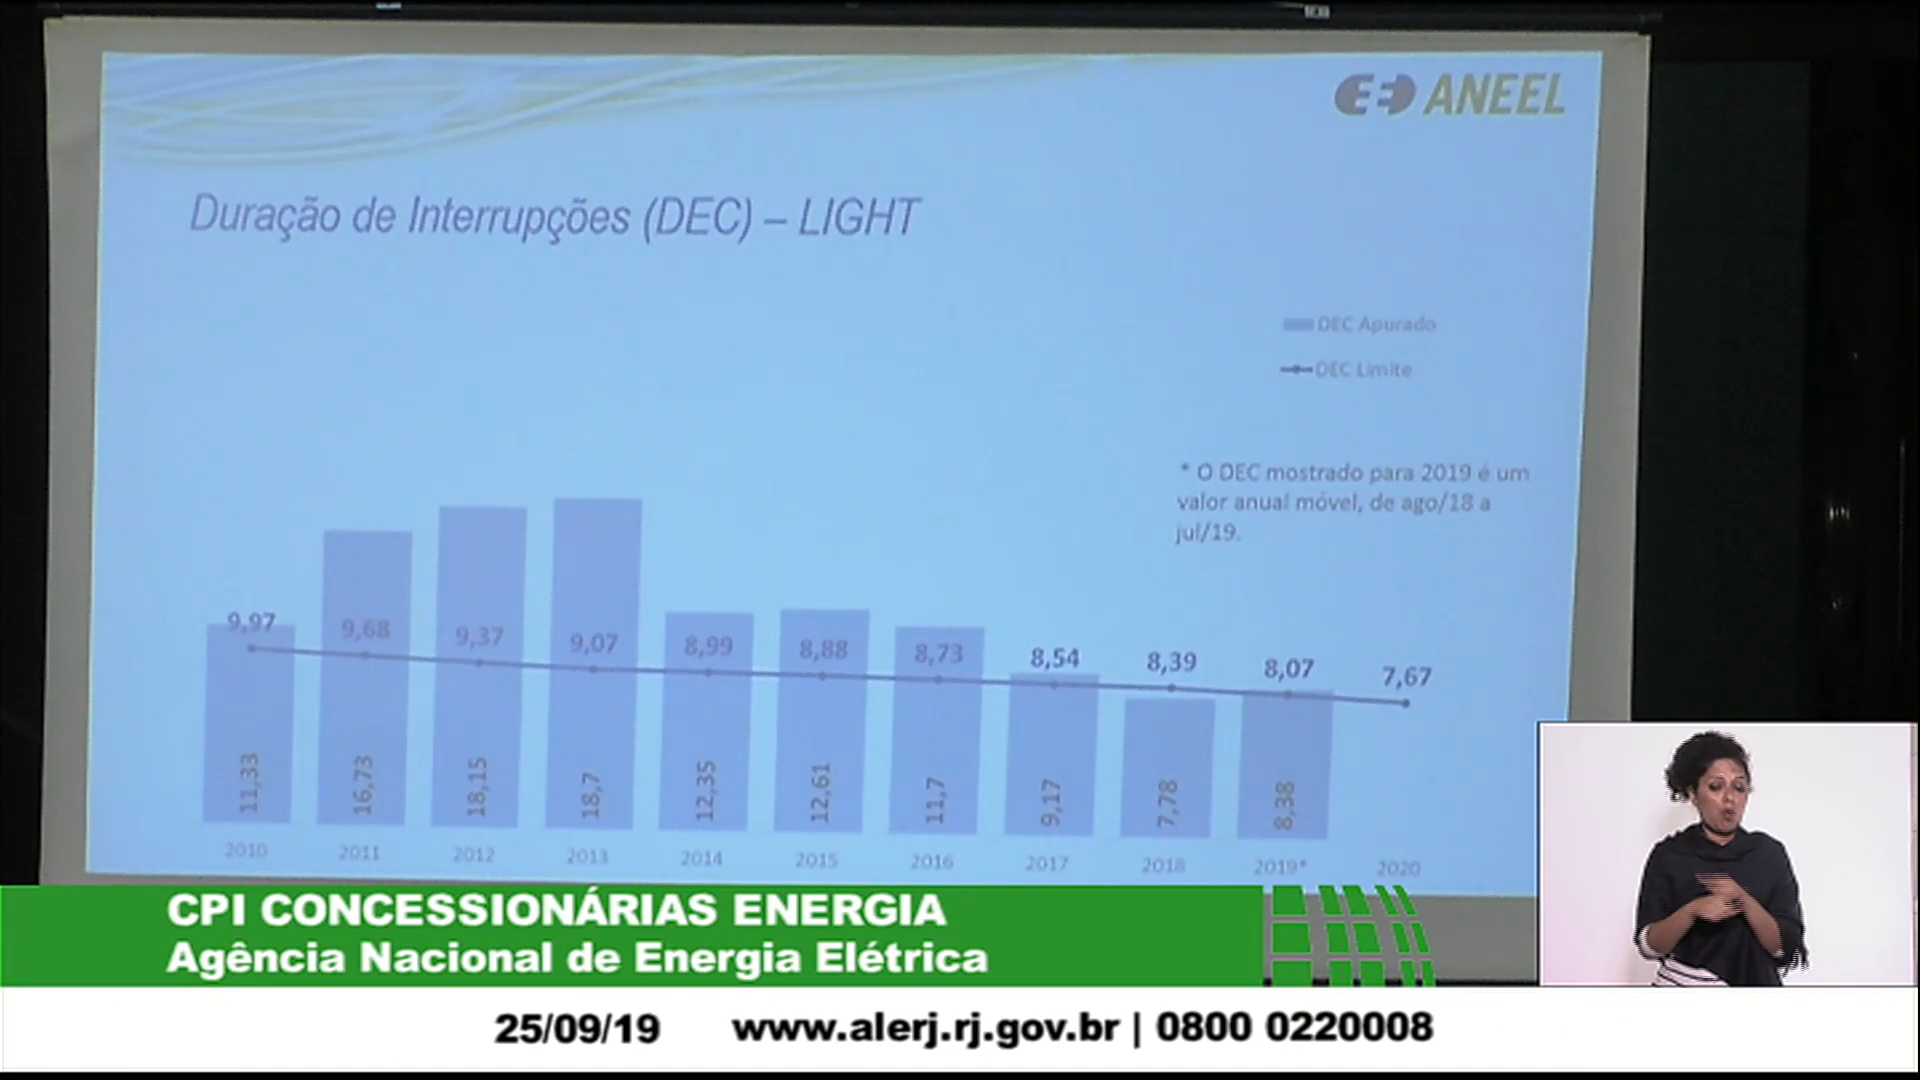 ANEEL
Duração de Interrupções (DEC) – LIGHT
DEC Apurado
DEC Limite
* O DEC mostrado para 2019 é um
valor anual móvel, de ago/18 a
jul/19.
9,97 9,68 9,37 9,07 8,99 8,88 8,73 8,54 8,39 8,07 7,67
11,33 16,73 18,15 18,7 12,35 12,61 11,7 9,17 7,78 8,38
2010 2011 2012 2013 2014 2015 2016 2017 2018 2019* 2020
CPI CONCESSIONÁRIAS ENERGIA
Agência Nacional de Energia Elétrica
25/09/19 www.alerj.rj.gov.br | 0800 0220008